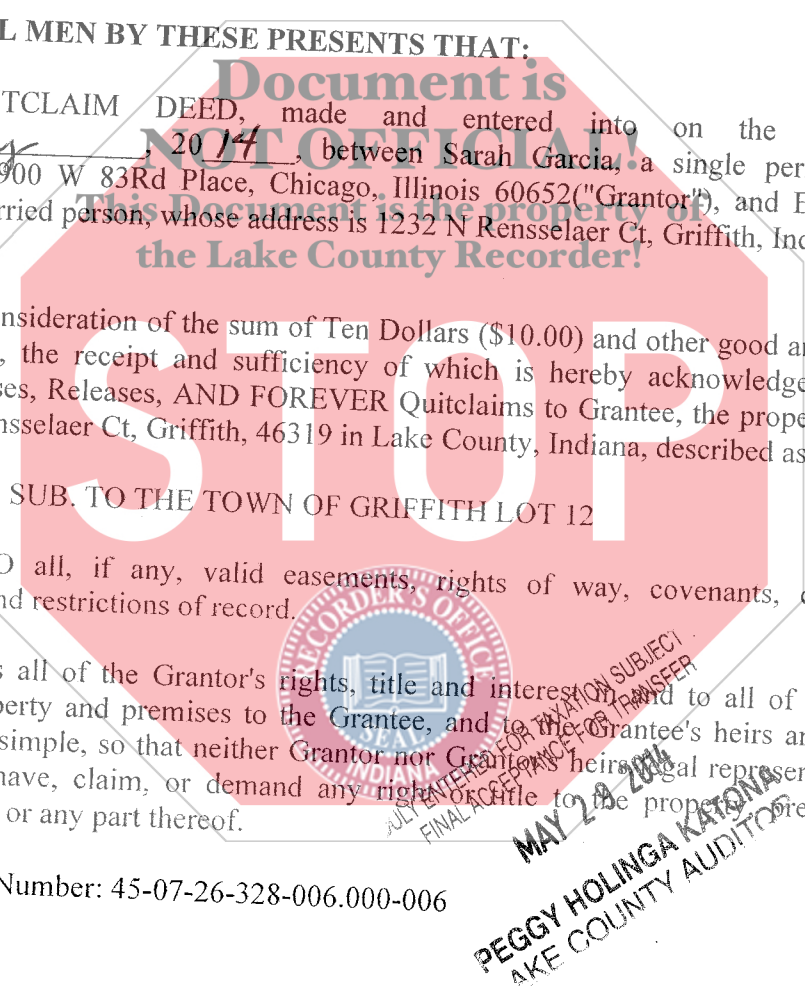 L MEN BY THESE PRESENTS THAT:
Document is
TCLAIM DEED, made and entered into on the
NOT OFFICIAL!
, 20 14 , between Sarah Garcia, a single per
900 W 83Rd Place, Chicago, Illinois 60652("Grantor"), and E
This Document is the property of
rried person, whose address is 1232 N Rensselaer Ct, Griffith, Ind
the Lake County Recorder!
nsideration of the sum of Ten Dollars ($10.00) and other good a
, the receipt and sufficiency of which is hereby acknowledge
ses, Releases, AND FOREVER Quitclaims to Grantee, the prope
nsselaer Ct, Griffith, 46319 in Lake County, Indiana, described as
STOP
SUB. TO THE TOWN OF GRIFFITH LOT 12
O all, if any, valid easements, rights of way, covenants, c
nd restrictions of record.
RECORDER'S OFFICE
SEAL
INDIANA
s all of the Grantor's rights, title and interest in and to all of
perty and premises to the Grantee, and to the Grantee's heirs an
simple, so that neither Grantor nor Grantor's' heirs legal represen
have, claim, or demand any right or title to the property, pre
or any part thereof.
ULY ENTERED FOR TAXATION SUBJECT
FINAL ACCEPTANCE FOR TRANSFER
MAY 28 2014
PEGGY HOLINGA KATONA
AKE COUNTY AUDITOR
Number: 45-07-26-328-006.000-006